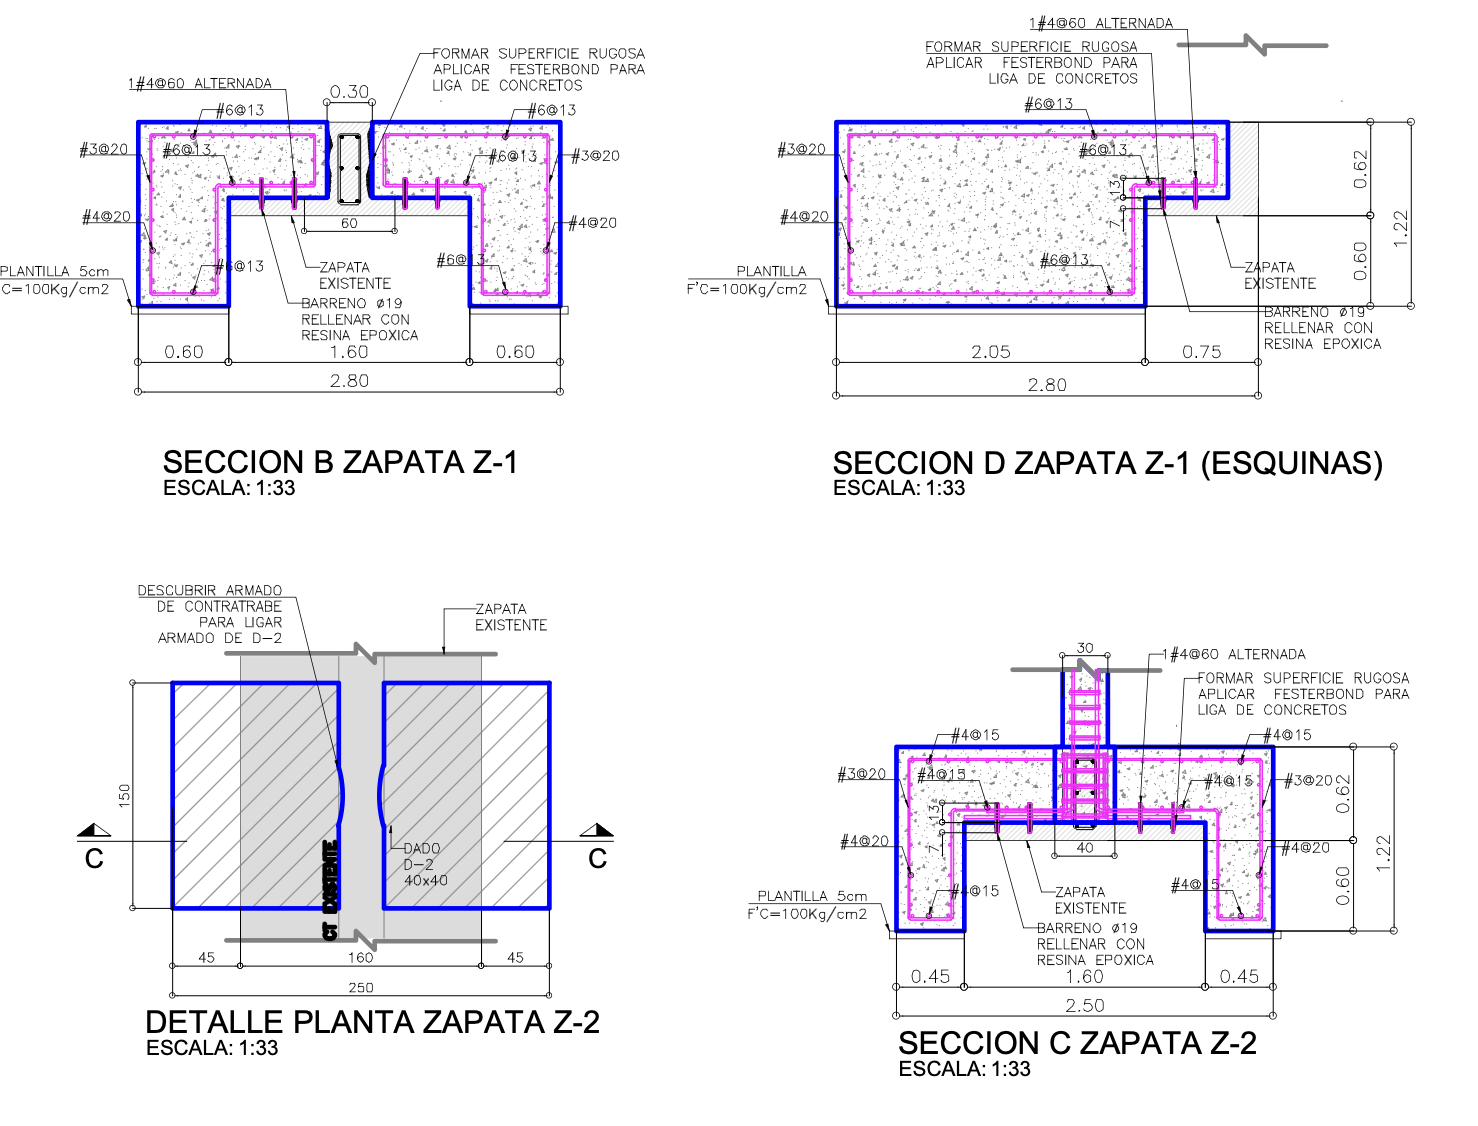 FORMAR SUPERFICIE RUGOSA
APLICAR FESTERBOND PARA
LIGA DE CONCRETOS
1#4@60 ALTERNADA
0.30
#6@13
#6@13
#3@20
#6@13
#6@13
#3@20
#4@20
60
#4@20
#6@13
#6@13
PLANTILLA 5cm
C=100Kg/cm2
ZAPATA
EXISTENTE
BARRENO ø19
RELLENAR CON
RESINA EPOXICA
0.60
1.60
0.60
2.80
SECCION B ZAPATA Z-1
ESCALA: 1:33
1#4@60 ALTERNADA
FORMAR SUPERFICIE RUGOSA
APLICAR FESTERBOND PARA
LIGA DE CONCRETOS
#6@13
#3@20
#6@13
13
7
#4@20
#6@13
PLANTILLA
F'C=100Kg/cm2
ZAPATA
EXISTENTE
BARRENO ø19
RELLENAR CON
RESINA EPOXICA
0.62
0.60
1.22
2.05
0.75
2.80
SECCION D ZAPATA Z-1 (ESQUINAS)
ESCALA: 1:33
DESCUBRIR ARMADO
DE CONTRATRABE
PARA LIGAR
ARMADO DE D-2
ZAPATA
EXISTENTE
150
C
C
DADO
D-2
40x40
CT EXISTENTE
45
160
45
250
DETALLE PLANTA ZAPATA Z-2
ESCALA: 1:33
30
1#4@60 ALTERNADA
FORMAR SUPERFICIE RUGOSA
APLICAR FESTERBOND PARA
LIGA DE CONCRETOS
#4@15
#4@15
#3@20
#4@15
#4@15
#3@20
13
7
#4@20
40
#4@20
#4@15
#4@15
PLANTILLA 5cm
F'C=100Kg/cm2
ZAPATA
EXISTENTE
BARRENO ø19
RELLENAR CON
RESINA EPOXICA
0.62
0.60
1.22
0.45
1.60
0.45
2.50
SECCION C ZAPATA Z-2
ESCALA: 1:33